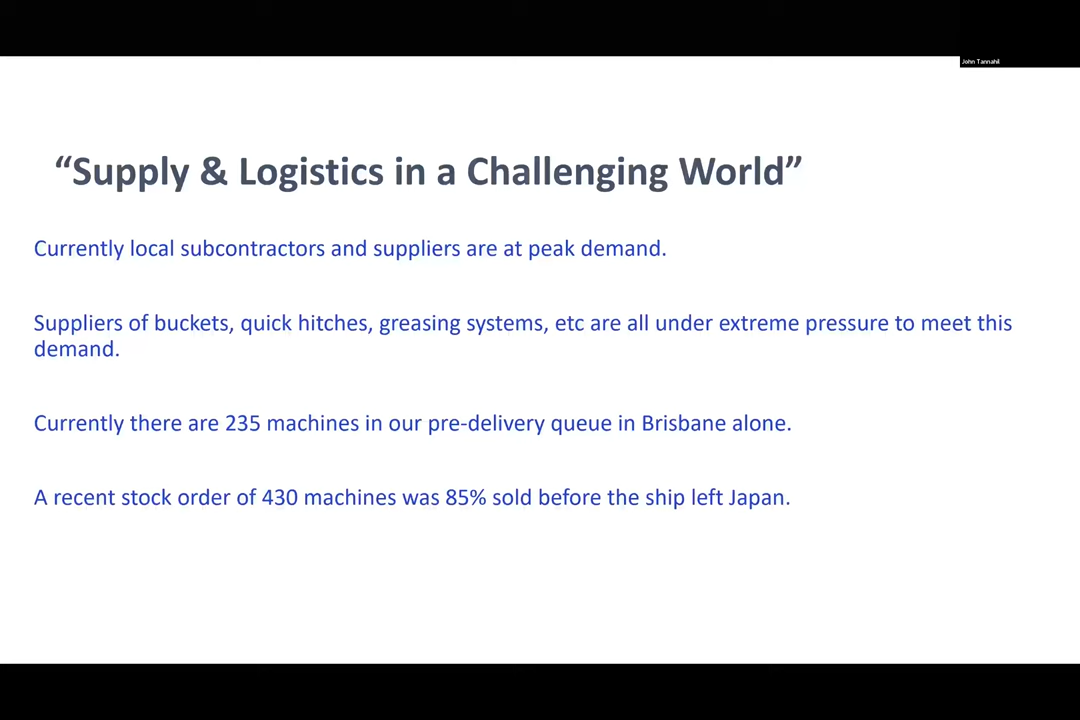 John Tannahil
“Supply & Logistics in a Challenging World”
Currently local subcontractors and suppliers are at peak demand.
Suppliers of buckets, quick hitches, greasing systems, etc are all under extreme pressure to meet this
demand.
Currently there are 235 machines in our pre-delivery queue in Brisbane alone.
A recent stock order of 430 machines was 85% sold before the ship left Japan.